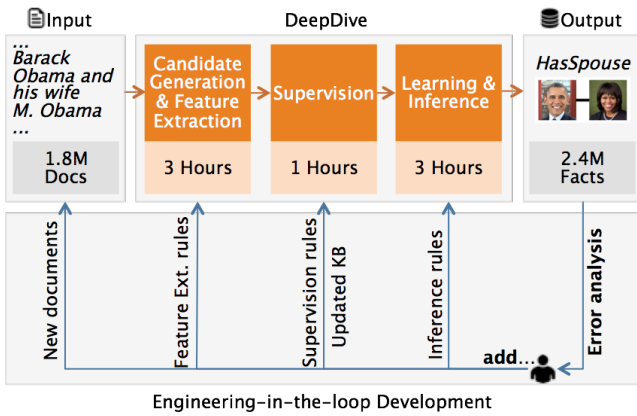 Input
DeepDive
Output
...
Barack
Obama and
his wife
M. Obama
...
1.8M
Docs
Candidate
Generation
& Feature
Extraction
3 Hours
Supervision
1 Hours
Learning &
Inference
3 Hours
HasSpouse
2.4M
Facts
New documents
Feature Ext. rules
Supervision rules
Updated KB
Inference rules
add...
Error analysis
Engineering-in-the-loop Development